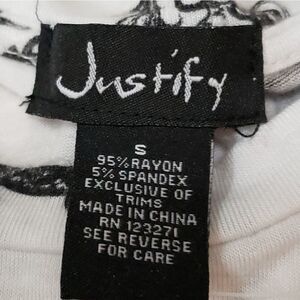 Justify
S
95% RAYON
5% SPANDEX
EXCLUSIVE OF
TRIMS
MADE IN CHINA
RN 123271
SEE REVERSE
FOR CARE